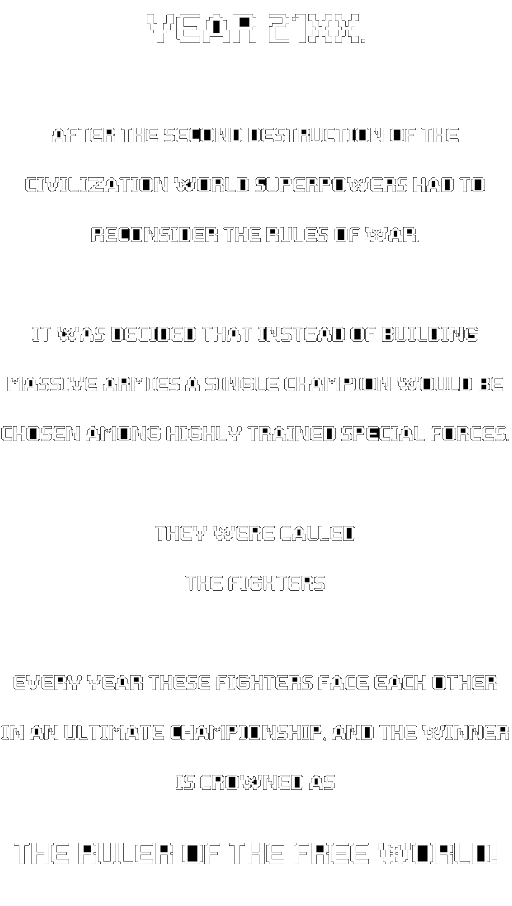 YEAR 21XX.
AFTER THE SECOND DESTRUCTION OF THE
CIVILIZATION WORLD SUPERPOWERS HAD TO
RECONSIDER THE RULES OF WAR.
IT WAS DECIDED THAT INSTEAD OF BUILDING
MASSIVE ARMIES A SINGLE CHAMPION WOULD BE
CHOSEN AMONG HIGHLY TRAINED SPECIAL FORCES.
THEY WERE CALLED
THE FIGHTERS
EVERY YEAR THESE FIGHTERS FACE EACH OTHER
IN AN ULTIMATE CHAMPIONSHIP, AND THE WINNER
IS CROWNED AS
THE RULER OF THE FREE WORLD.